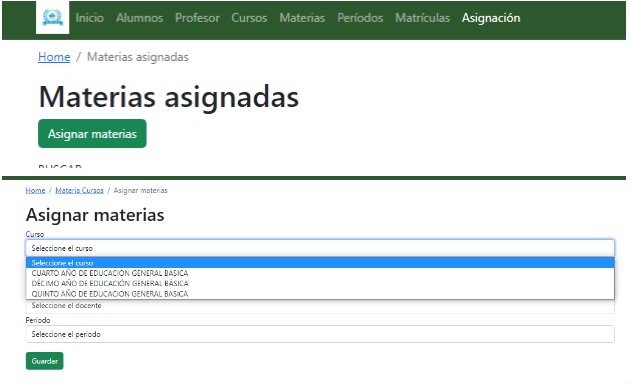 Inicio Alumnos Profesor Cursos Materias Períodos Matrículas Asignación
Home / Materias asignadas
Materias asignadas
Asignar materias
BUSCAR
Home / Materia Cursos / Asignar materias
Asignar materias
Curso
Seleccione el curso
Seleccione el curso
CUARTO AÑO DE EDUCACION GENERAL BASICA
DÉCIMO AÑO DE EDUCACIÓN GENERAL BASICA
QUINTO AÑO DE EDUCACION GENERAL BASICA
Seleccione el docente
Periodo
Seleccione el periodo
Guardar